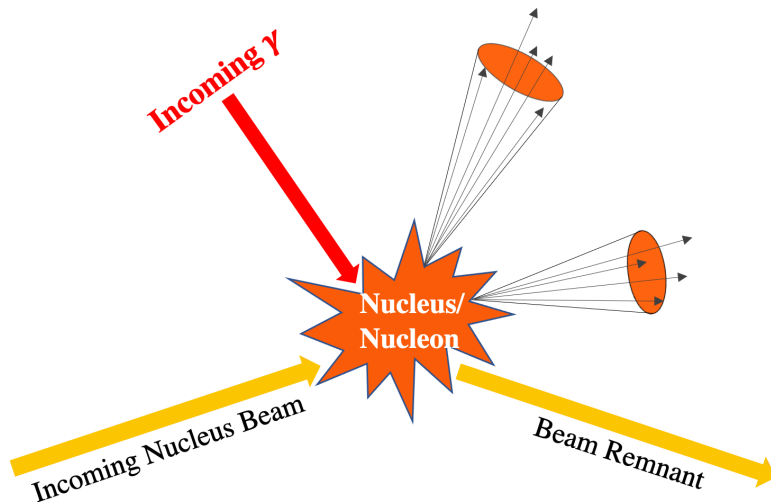 Incoming γ
Nucleus/
Nucleon
Incoming Nucleus Beam
Beam Remnant